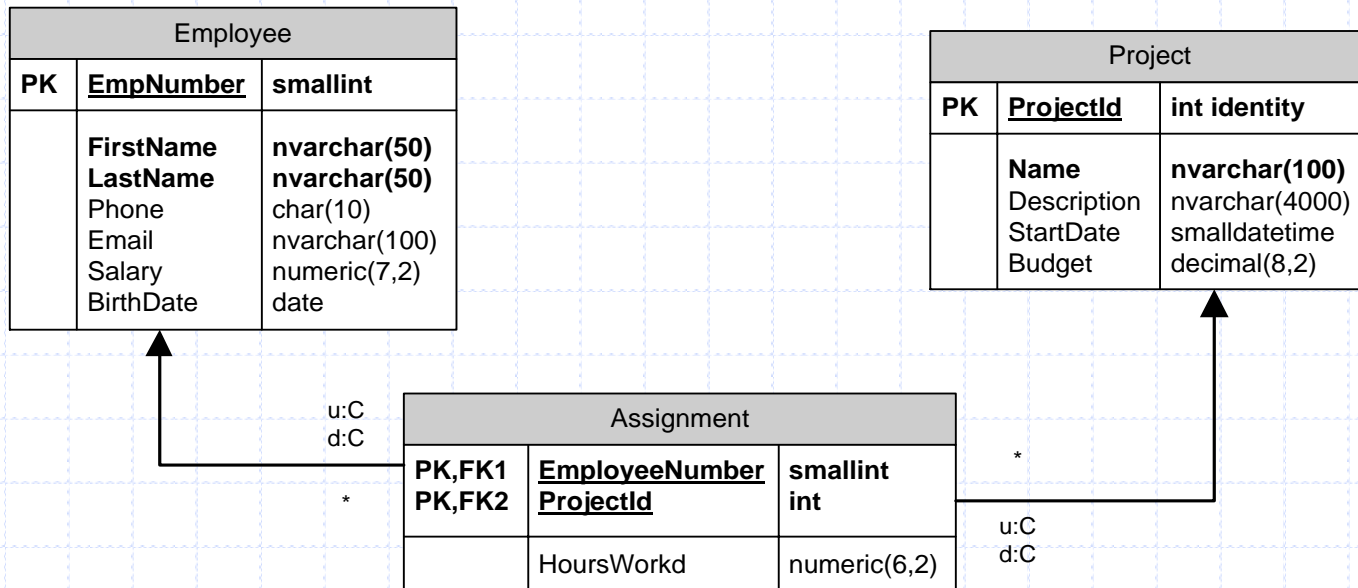 Employee
PK EmpNumber smallint
FirstName nvarchar(50)
LastName nvarchar(50)
Phone char(10)
Email nvarchar(100)
Salary numeric(7,2)
BirthDate date
Project
PK ProjectId int identity
Name nvarchar(100)
Description nvarchar(4000)
StartDate smalldatetime
Budget decimal(8,2)
u:C
d:C
*
Assignment
PK,FK1 EmployeeNumber smallint
PK,FK2 ProjectId int
HoursWorkd numeric(6,2)
*
u:C
d:C